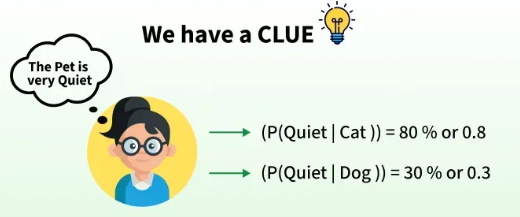 We have a CLUE
The Pet is
very Quiet
(P(Quiet | Cat )) = 80 % or 0.8
(P(Quiet | Dog )) = 30 % or 0.3